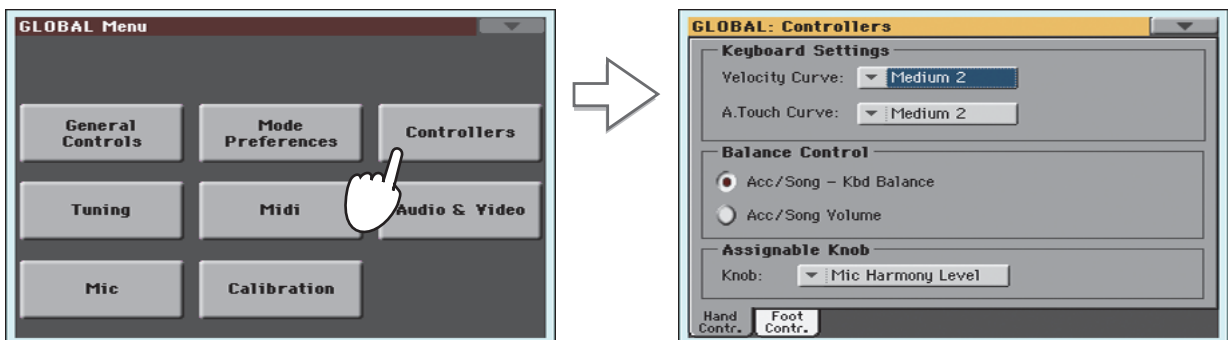 GLOBAL Menu
General
Controls
Mode
Preferences
Controllers
Tuning
Midi
Audio & Video
Mic
Calibration
GLOBAL: Controllers
Keyboard Settings
Velocity Curve: Medium 2
A.Touch Curve: Medium 2
Balance Control
Acc/Song – Kbd Balance
Acc/Song Volume
Assignable Knob
Knob: Mic Harmony Level
Hand
Contr.
Foot
Contr.